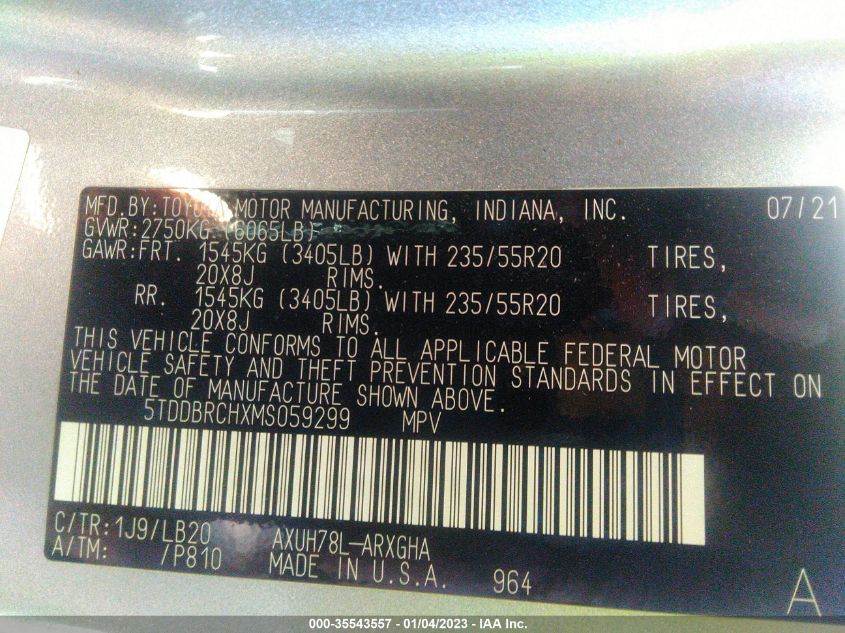 MFD.BY:TOYOTA MOTOR MANUFACTURING, INDIANA, INC. 07/21
GVWR:2750KG (6065LB)
GAWR:FRT. 1545KG (3405LB) WITH 235/55R20 TIRES,
20X8J RIMS.
RR. 1545KG (3405LB) WITH 235/55R20 TIRES,
20X8J RIMS.
THIS VEHICLE CONFORMS TO ALL APPLICABLE FEDERAL MOTOR
VEHICLE SAFETY AND THEFT PREVENTION STANDARDS IN EFFECT ON
THE DATE OF MANUFACTURE SHOWN ABOVE.
5TDDBRCHXMS059299 MPV
C/TR:1J9/LB20 AXUH78L-ARXGHA
A/TM: /P810 MADE IN U.S.A. 964
A
000-35543557 - 01/04/2023 - IAA Inc.